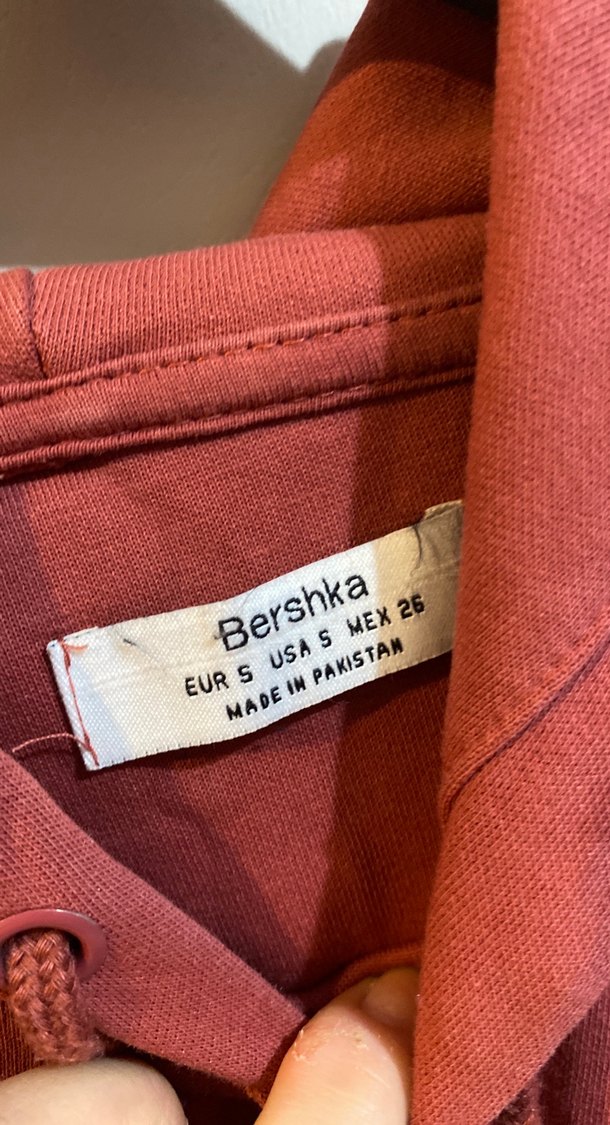 Bershka
EUR S USA S MEX 26
MADE IN PAKISTAN